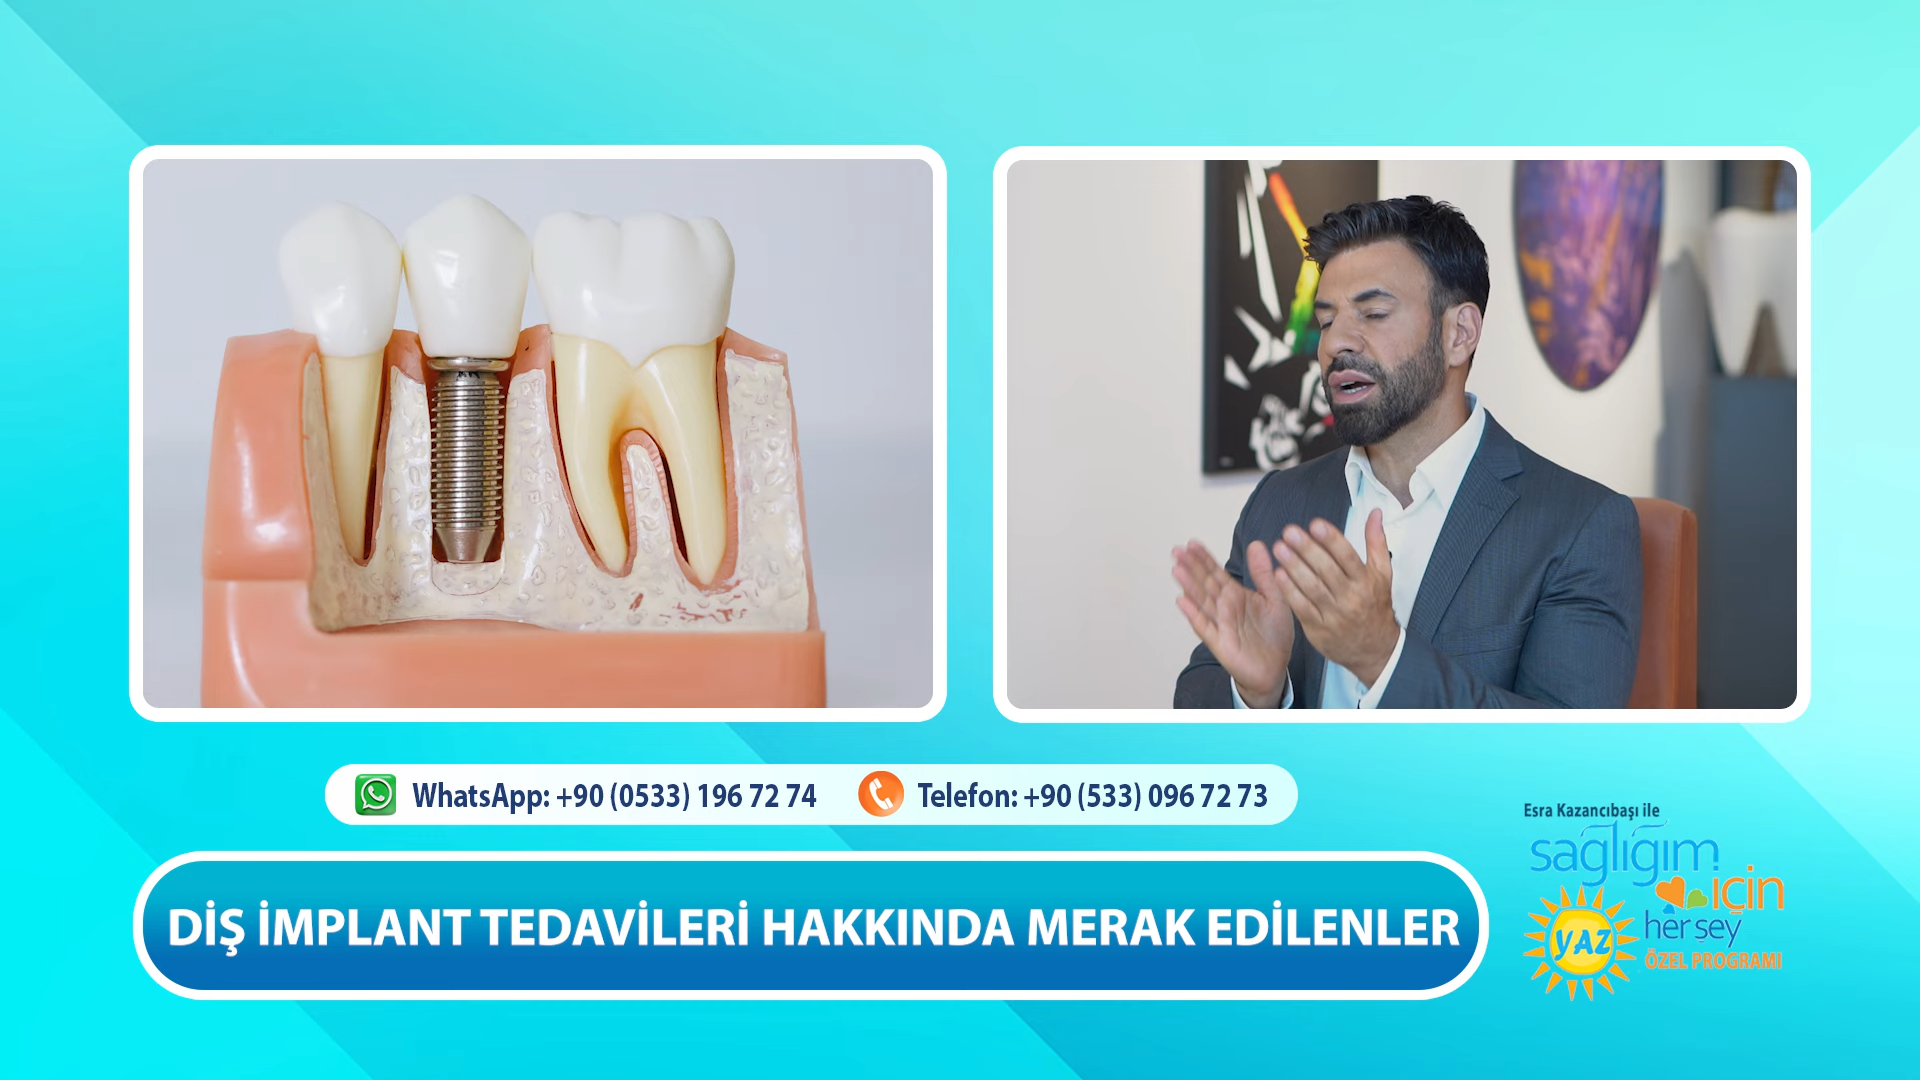 WhatsApp: +90 (0533) 196 72 74
Telefon: +90 (533) 096 72 73
DİŞ İMPLANT TEDAVİLERİ HAKKINDA MERAK EDİLENLER
Esra Kazancıbaşı ile
sağlığım
için
herşey
YAZ
ÖZEL PROGRAMI